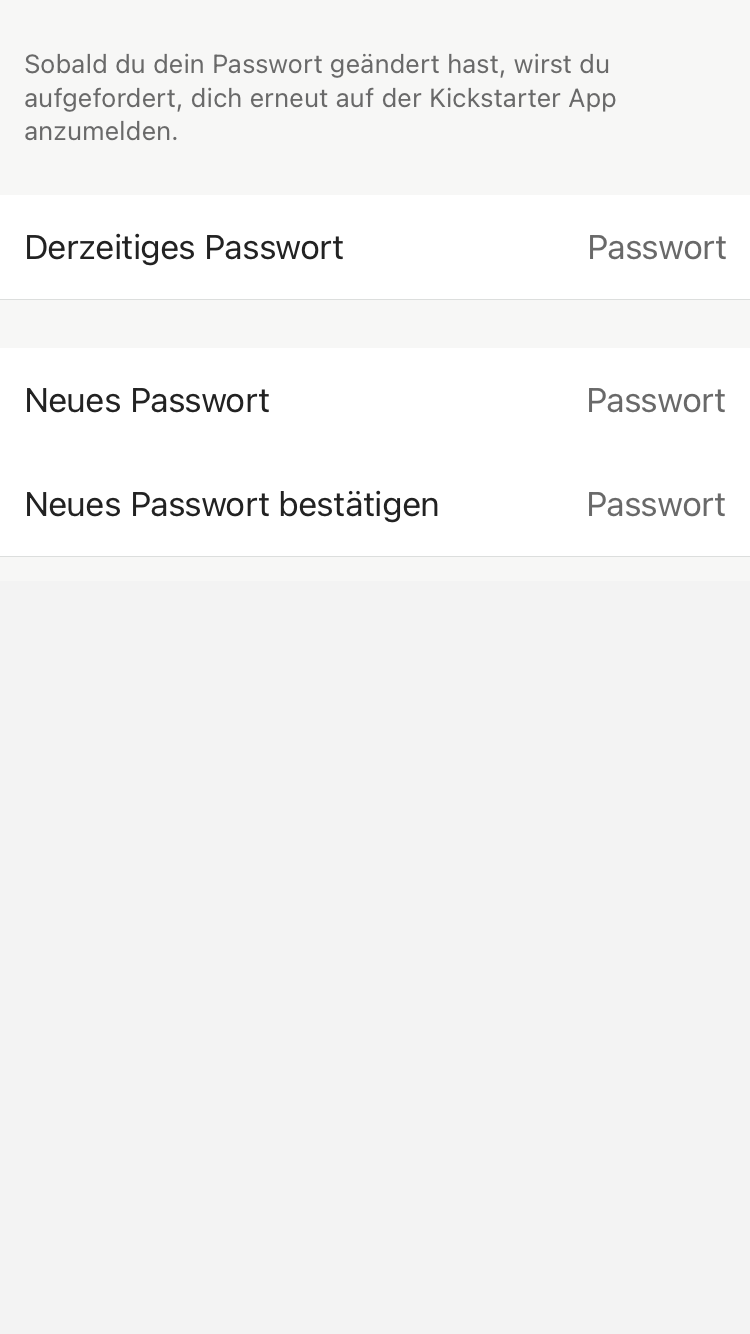 Sobald du dein Passwort geändert hast, wirst du
aufgefordert, dich erneut auf der Kickstarter App
anzumelden.
Derzeitiges Passwort Passwort
Neues Passwort Passwort
Neues Passwort bestätigen Passwort